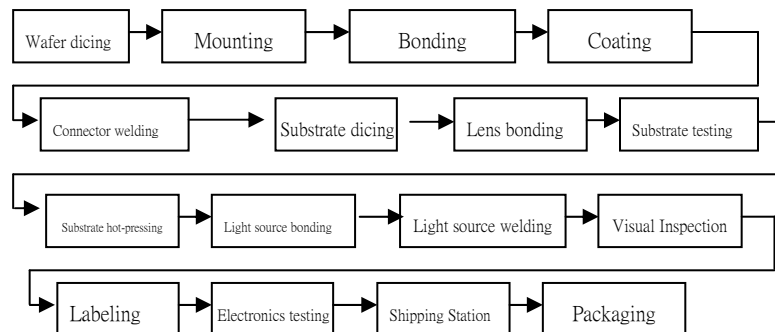 Wafer dicing
Mounting
Bonding
Coating
Connector welding
Substrate dicing
Lens bonding
Substrate testing
Substrate hot-pressing
Light source bonding
Light source welding
Visual Inspection
Labeling
Electronics testing
Shipping Station
Packaging